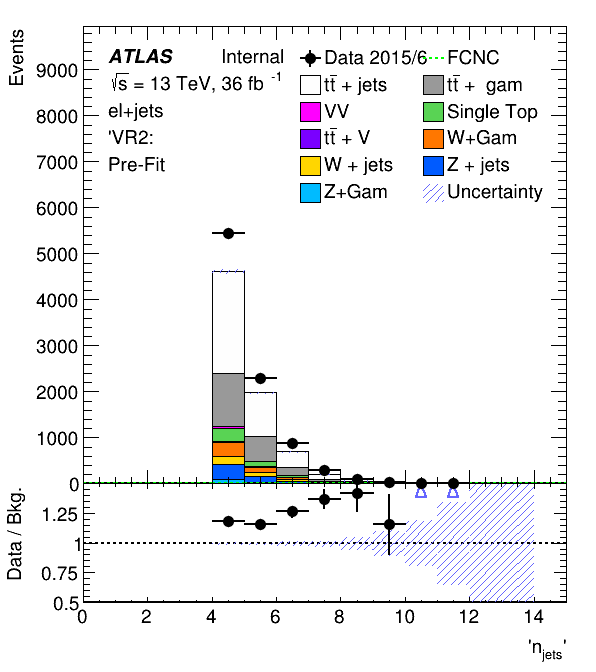 Events
9000
8000
7000
6000
5000
4000
3000
2000
1000
0
ATLAS Internal
√s = 13 TeV, 36 fb -1
el+jets
'VR2:
Pre-Fit
Data 2015/6 FCNC
tt̄ + jets tt̄ + gam
VV Single Top
tt̄ + V W+Gam
W + jets Z + jets
Z+Gam Uncertainty
Data / Bkg.
1.25
1
0.75
0.5
0 2 4 6 8 10 12 14
'n_jets'